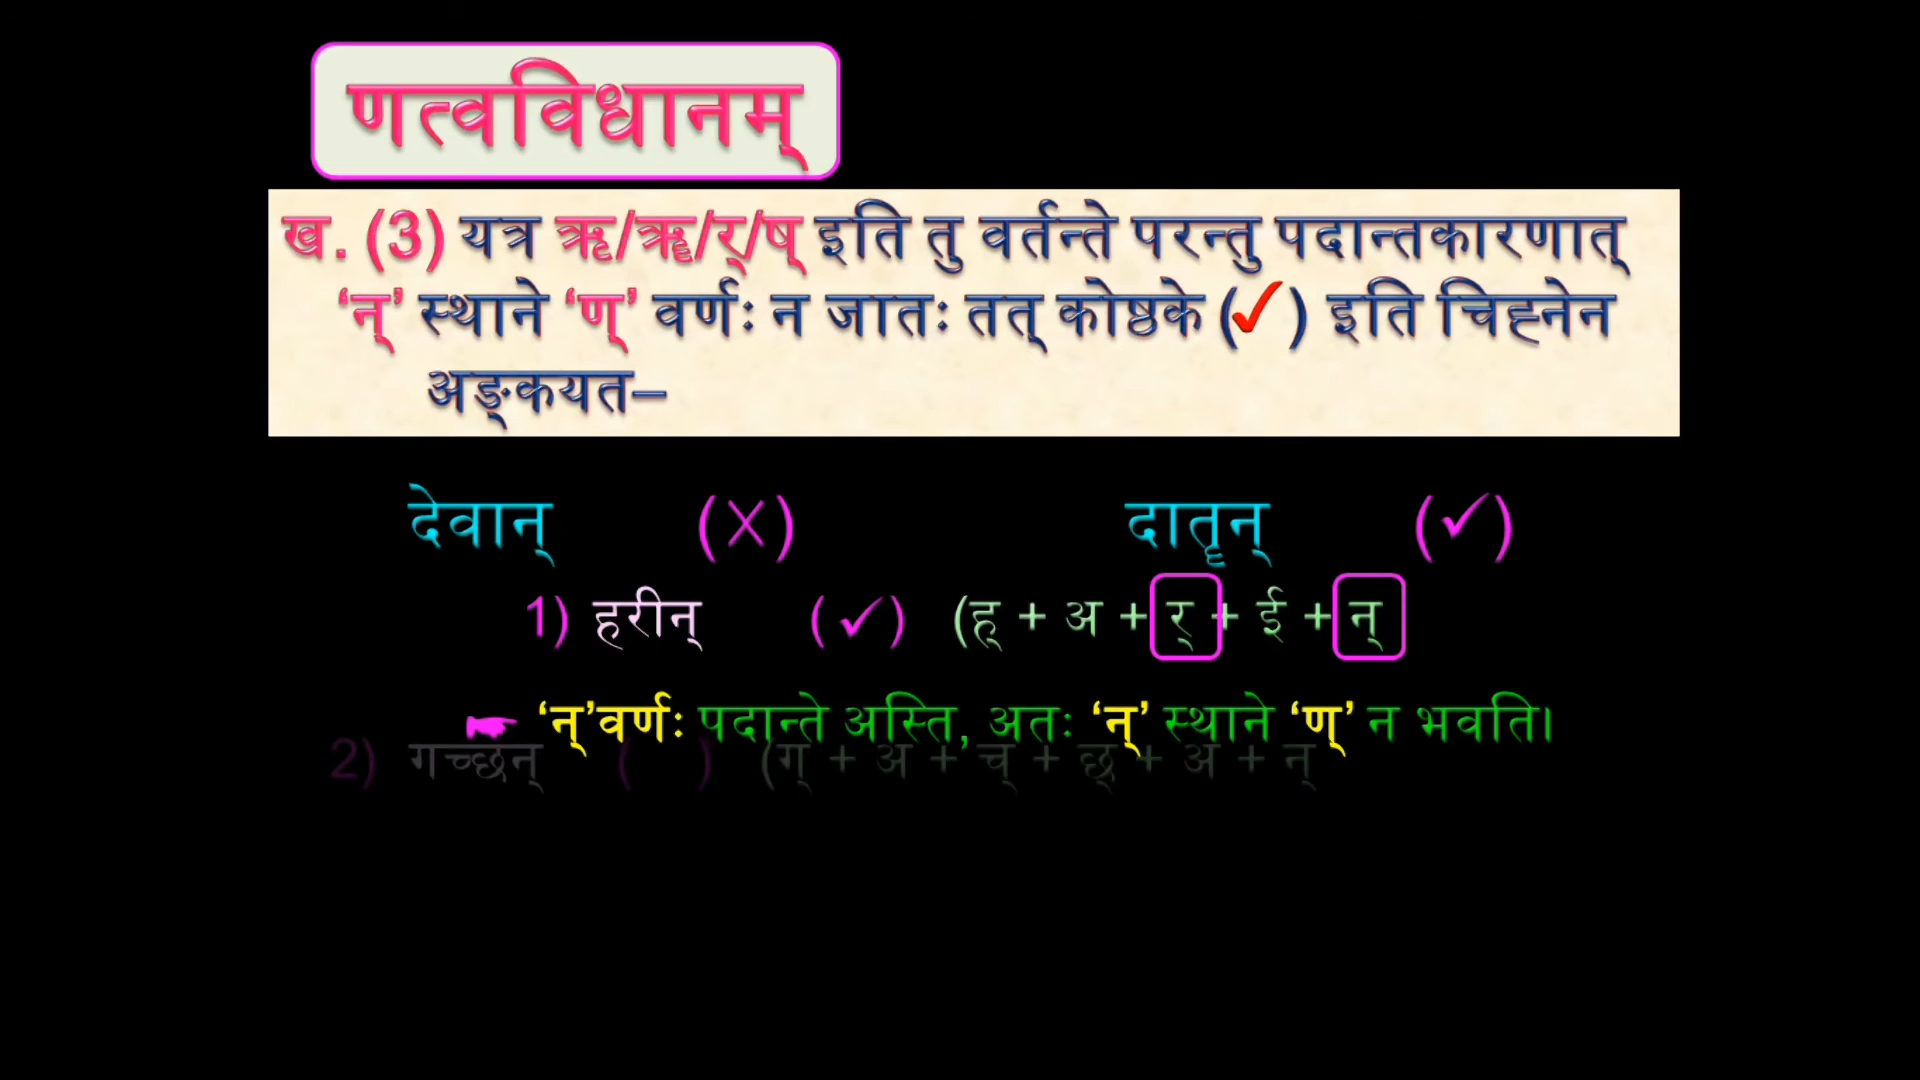 णत्वविधानम्
ख. (3) यत्र ऋ/ॠ/र्/ष् इति तु वर्तन्ते परन्तु पदान्तकारणात्
‘न्’ स्थाने ‘ण्’ वर्णः न जातः तत् कोष्ठके (✓) इति चिह्नेन
अङ्कयत–
देवान् (X) दातॄन् (✓)
1) हरीन् (✓) (ह् + अ + र् + ई + न्
‘न्’वर्णः पदान्ते अस्ति, अतः ‘न्’ स्थाने ‘ण्’ न भवति।
2) गच्छन् ( ) (ग् + अ + च् + छ् + अ + न्